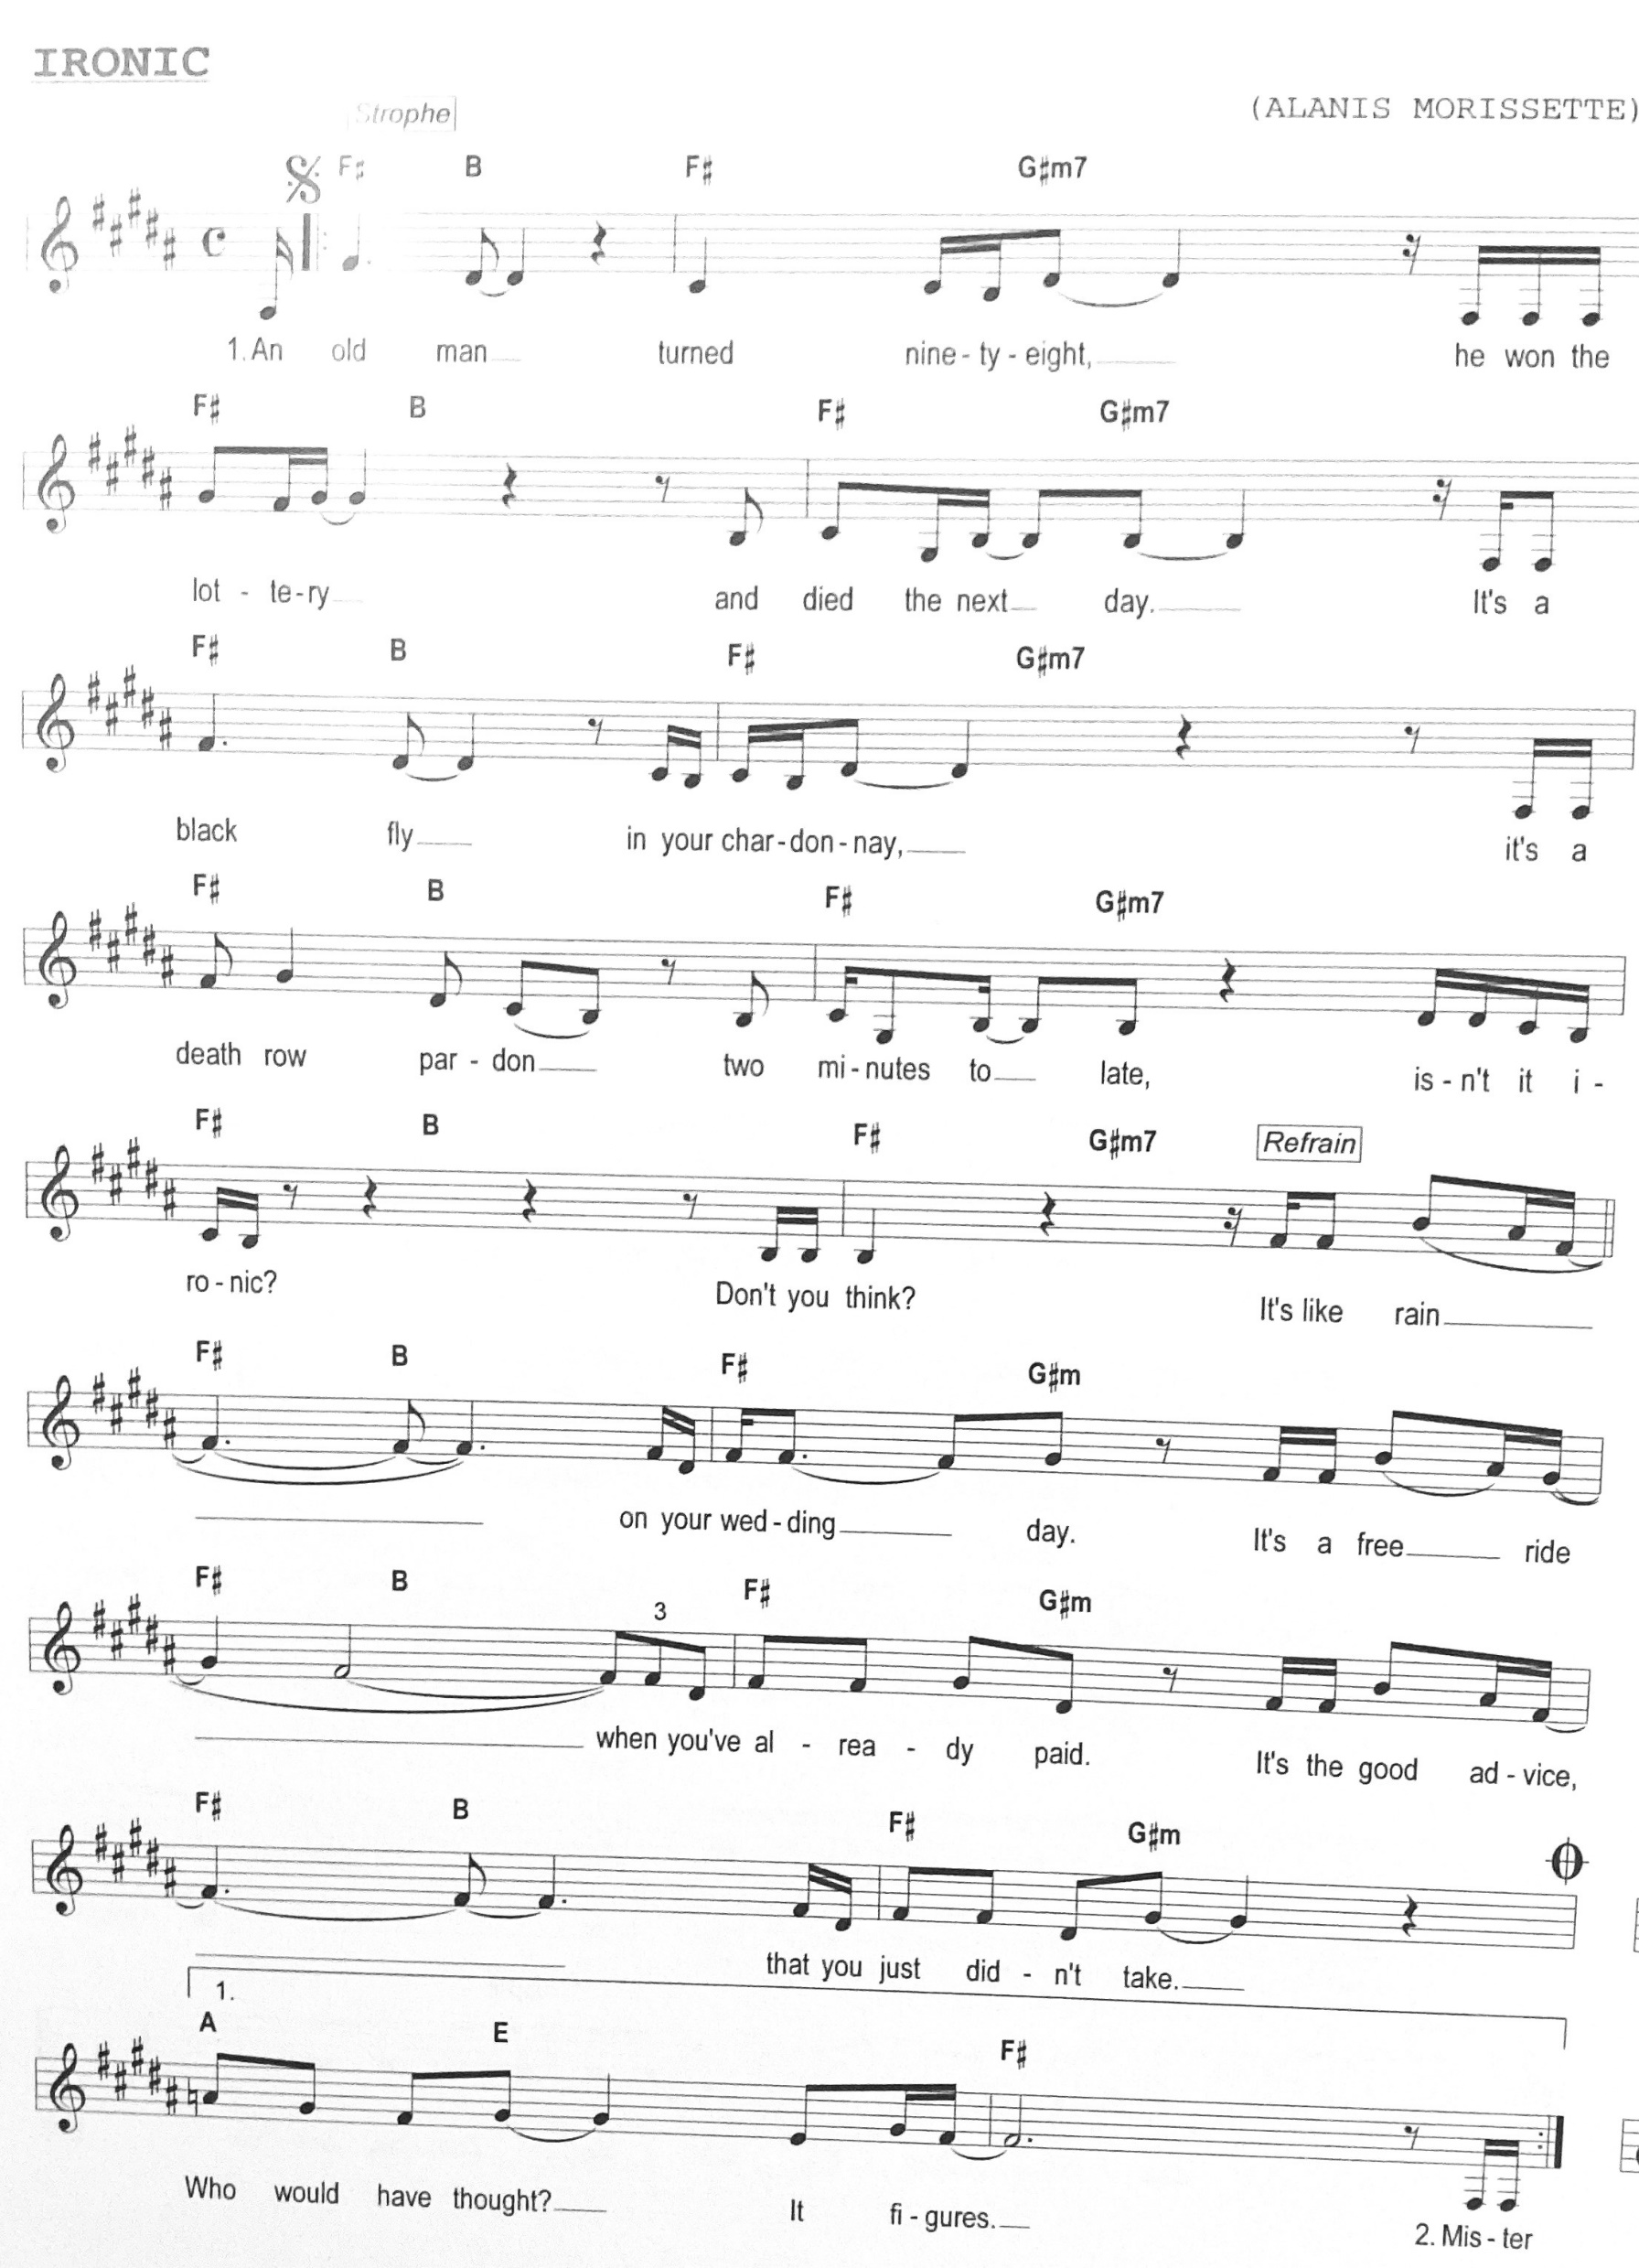 IRONIC
Strophe
(ALANIS MORISSETTE)
F♯ B F♯ G♯m7
1. An old man turned nine - ty - eight, he won the
F♯ B F♯ G♯m7
lot - te - ry and died the next day. It's a
F♯ B F♯ G♯m7
black fly in your char - don - nay, it's a
F♯ B F♯ G♯m7
death row par - don two mi - nutes to late, is - n't it i -
F♯ B F♯ G♯m7 Refrain
ro - nic? Don't you think? It's like rain
F♯ B F♯ G♯m
on your wed - ding day. It's a free ride
F♯ B 3 F♯ G♯m
when you've al - rea - dy paid. It's the good ad - vice,
F♯ B F♯ G♯m
that you just did - n't take.
1.
A E F♯
Who would have thought? It fi - gures.
2. Mis - ter